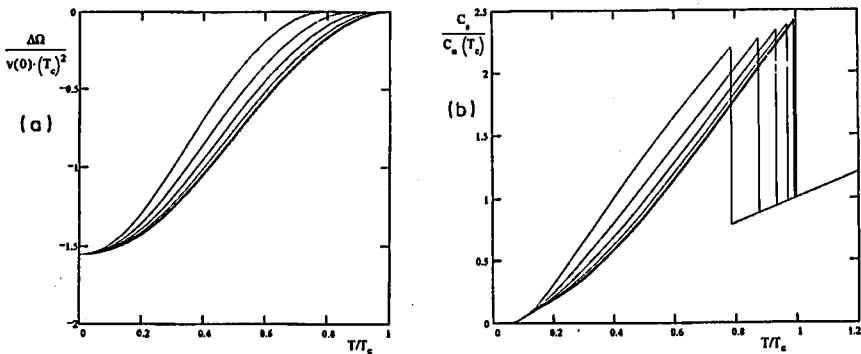 ΔΩ
ν(0)·(T_c)^2
(a)
0
−0.5
−1
−1.5
−2
0 0.2 0.4 0.6 0.8 1
T/T_c
C_s
C_n(T_c)
(b)
2.5
2
1.5
1
0.5
0
0 0.2 0.4 0.6 0.8 1 1.2
T/T_c